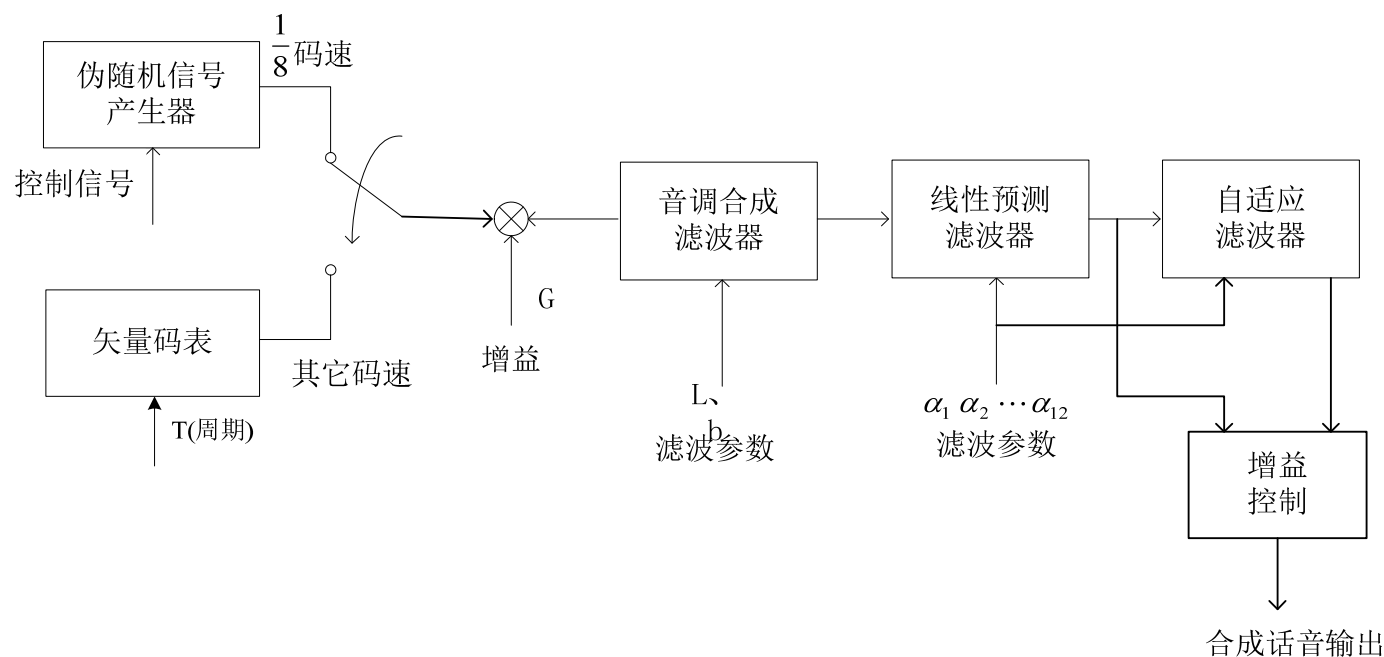 伪随机信号
产生器
1/8码速
控制信号
矢量码表
T(周期)
其它码速
G
增益
音调合成
滤波器
L、
b
滤波参数
线性预测
滤波器
α₁ α₂ ⋯α₁₂
滤波参数
自适应
滤波器
增益
控制
合成话音输出